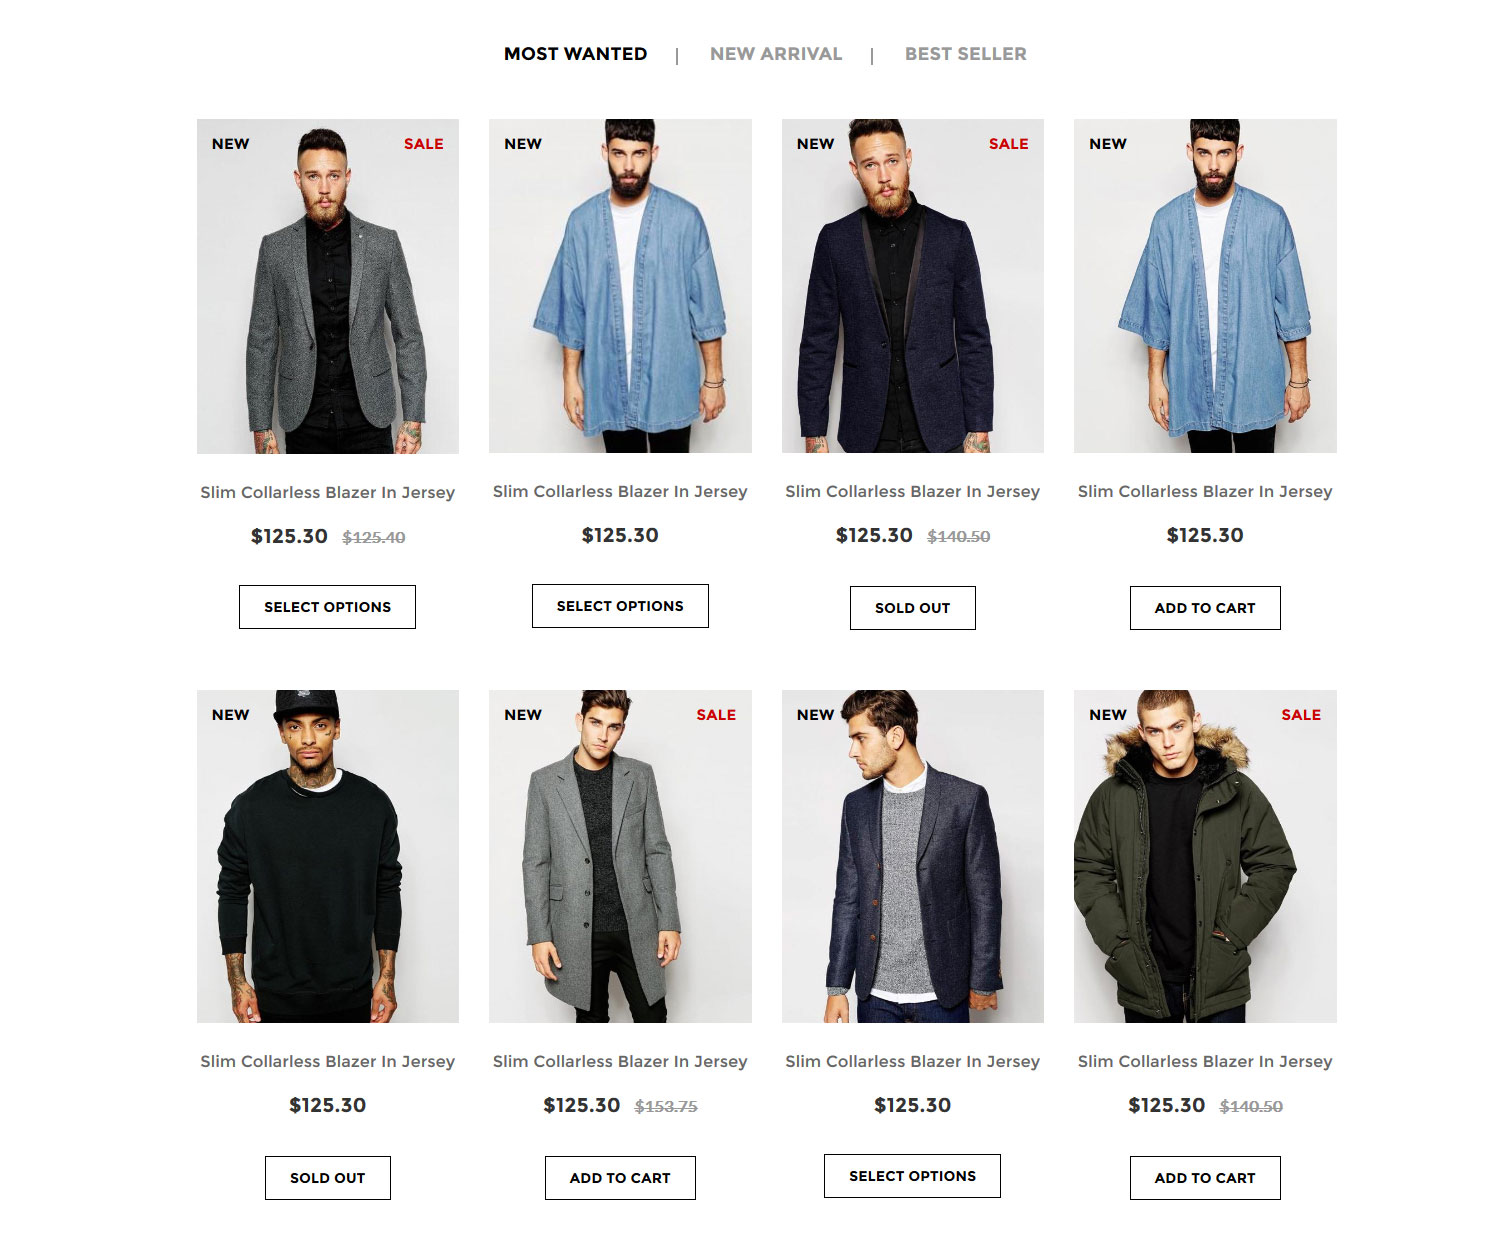 MOST WANTED | NEW ARRIVAL | BEST SELLER
NEW SALE
NEW
NEW SALE
NEW
Slim Collarless Blazer In Jersey
Slim Collarless Blazer In Jersey
Slim Collarless Blazer In Jersey
Slim Collarless Blazer In Jersey
$125.30 $125.40
$125.30
$125.30 $140.50
$125.30
SELECT OPTIONS
SELECT OPTIONS
SOLD OUT
ADD TO CART
NEW
NEW SALE
NEW
NEW SALE
Slim Collarless Blazer In Jersey
Slim Collarless Blazer In Jersey
Slim Collarless Blazer In Jersey
Slim Collarless Blazer In Jersey
$125.30
$125.30 $153.75
$125.30
$125.30 $140.50
SOLD OUT
ADD TO CART
SELECT OPTIONS
ADD TO CART